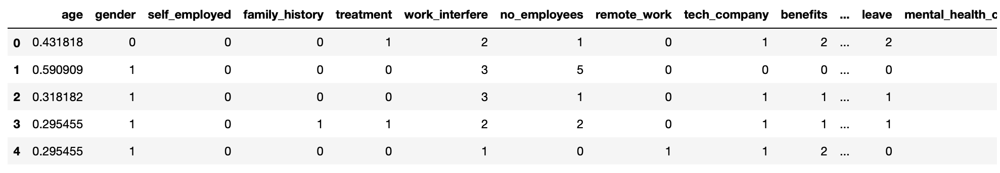 age gender self_employed family_history treatment work_interfere no_employees remote_work tech_company benefits ... leave mental_health_c
0 0.431818 0 0 0 1 2 1 0 1 2 ... 2
1 0.590909 1 0 0 0 3 5 0 0 0 ... 0
2 0.318182 1 0 0 0 3 1 0 1 1 ... 1
3 0.295455 1 0 1 1 2 2 0 1 1 ... 1
4 0.295455 1 0 0 0 1 0 1 1 2 ... 0